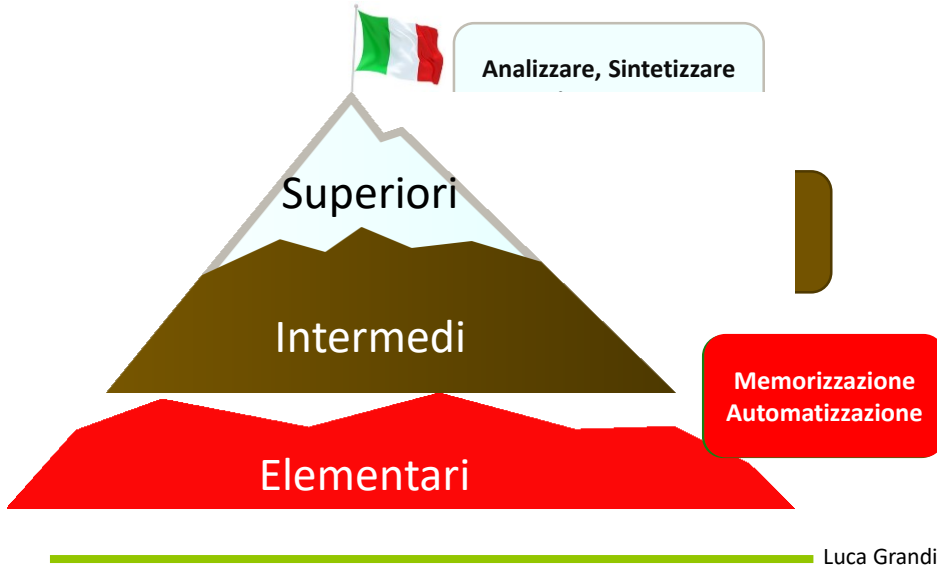 Analizzare, Sintetizzare
Superiori
Intermedi
Memorizzazione
Automatizzazione
Elementari
Luca Grandi